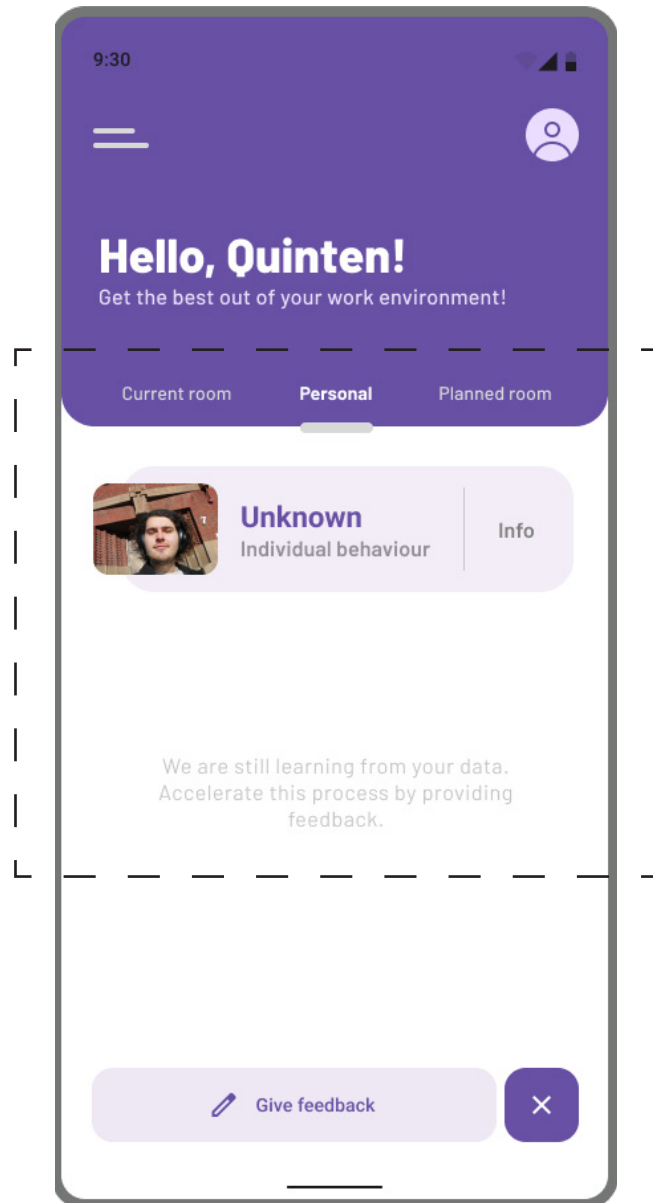 9:30
Hello, Quinten!
Get the best out of your work environment!
Current room Personal Planned room
Unknown
Individual behaviour
Info
We are still learning from your data.
Accelerate this process by providing
feedback.
Give feedback